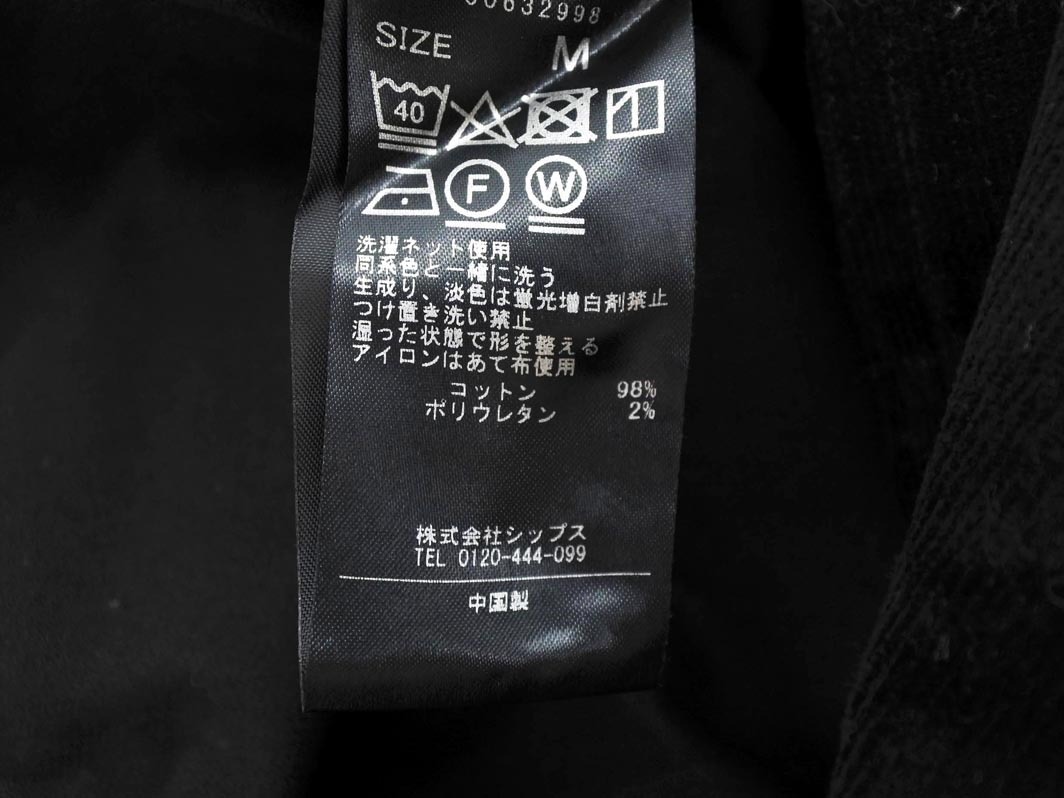 00632998
SIZE M
40
F W
洗濯ネット使用
同系色と一緒に洗う
生成り、淡色は蛍光増白剤禁止
つけ置き洗い禁止
湿った状態で形を整える
アイロンはあて布使用
コットン 98%
ポリウレタン 2%
株式会社シップス
TEL 0120-444-099
中国製